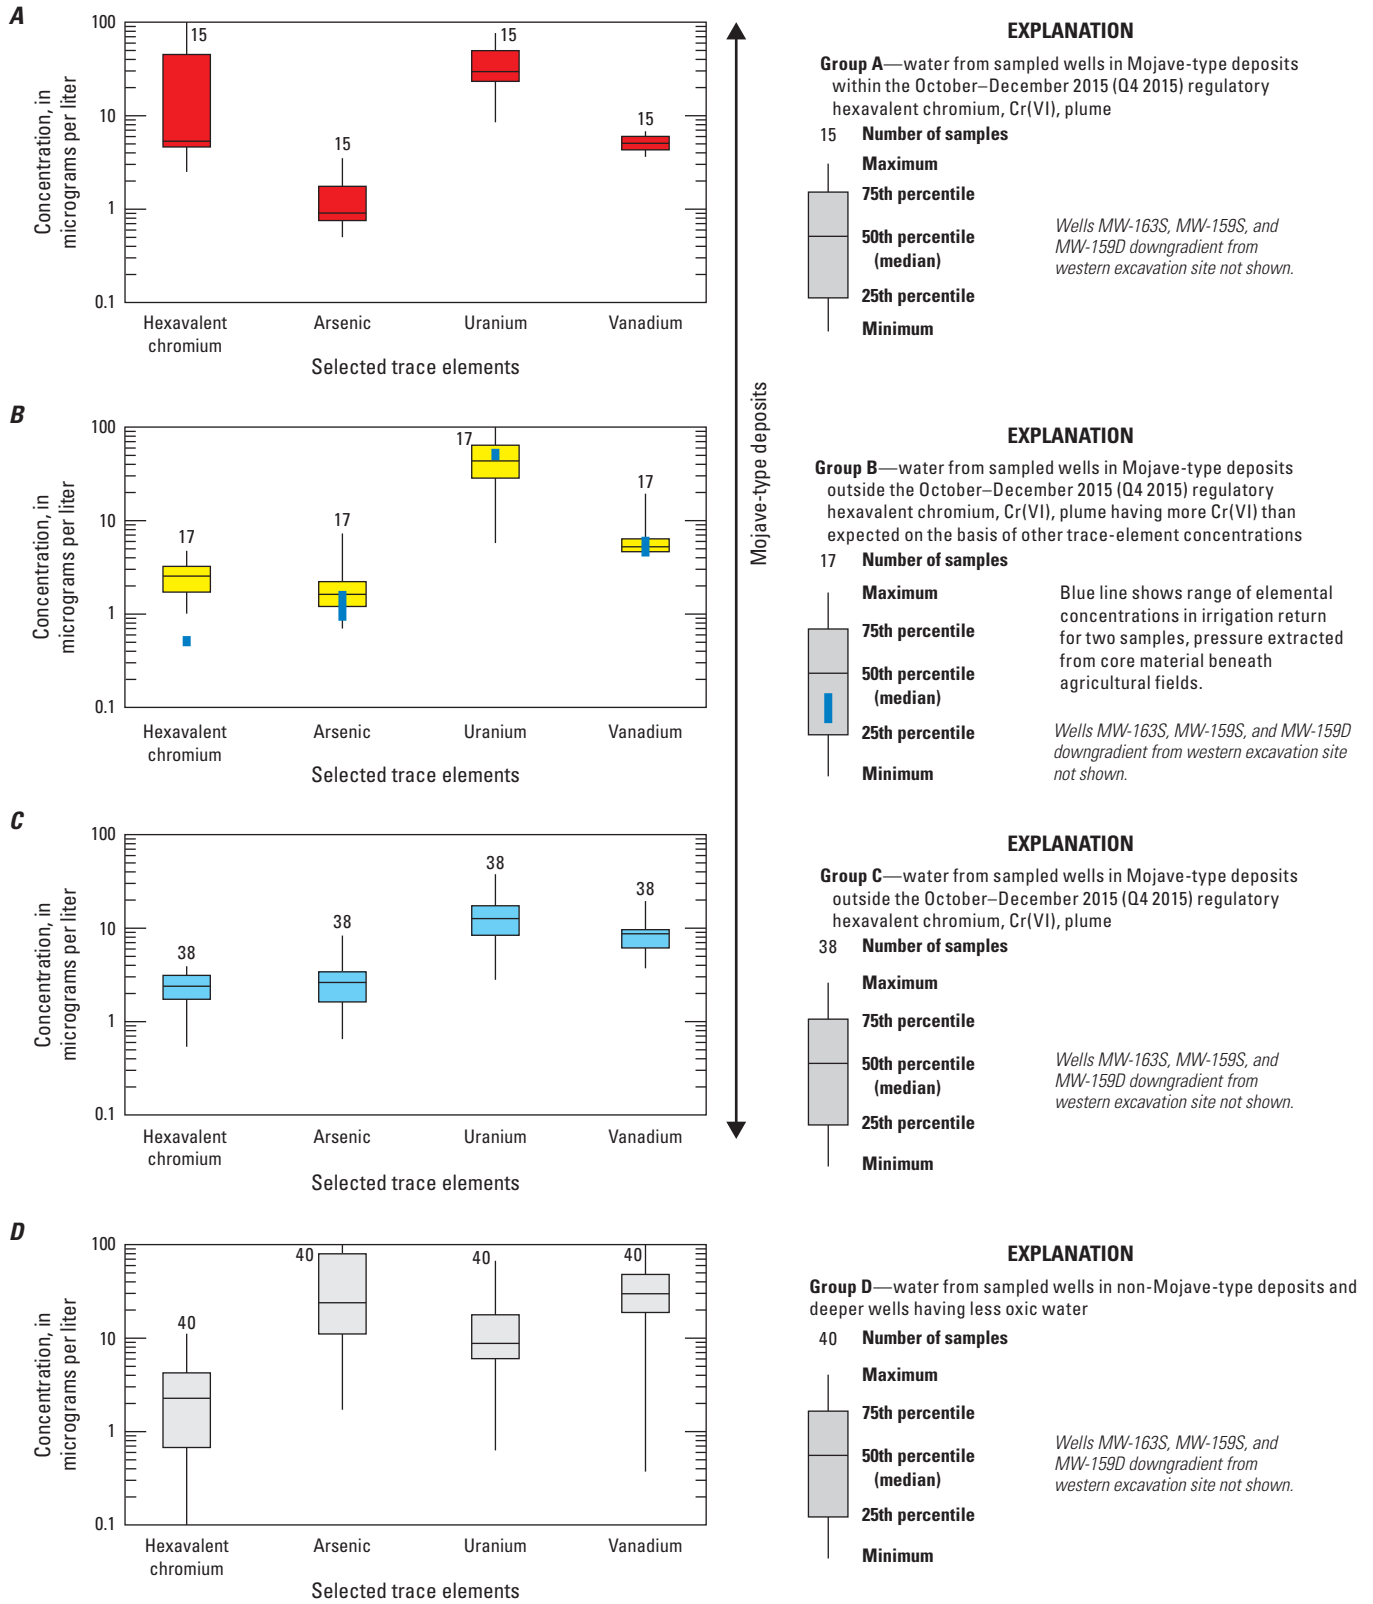 A
100
10
1
0.1
Concentration, in
micrograms per liter
15
15
15
15
Hexavalent
chromium
Arsenic
Uranium
Vanadium
Selected trace elements
EXPLANATION
Group A—water from sampled wells in Mojave-type deposits
within the October–December 2015 (Q4 2015) regulatory
hexavalent chromium, Cr(VI), plume
15 Number of samples
Maximum
75th percentile
50th percentile
(median)
25th percentile
Minimum
Wells MW-163S, MW-159S, and
MW-159D downgradient from
western excavation site not shown.
Mojave-type deposits
B
100
10
1
0.1
Concentration, in
micrograms per liter
17
17
17
17
Hexavalent
chromium
Arsenic
Uranium
Vanadium
Selected trace elements
EXPLANATION
Group B—water from sampled wells in Mojave-type deposits
outside the October–December 2015 (Q4 2015) regulatory
hexavalent chromium, Cr(VI), plume having more Cr(VI) than
expected on the basis of other trace-element concentrations
17 Number of samples
Maximum
75th percentile
50th percentile
(median)
25th percentile
Minimum
Blue line shows range of elemental
concentrations in irrigation return
for two samples, pressure extracted
from core material beneath
agricultural fields.
Wells MW-163S, MW-159S, and MW-159D
downgradient from western excavation site
not shown.
C
100
10
1
0.1
Concentration, in
micrograms per liter
38
38
38
38
Hexavalent
chromium
Arsenic
Uranium
Vanadium
Selected trace elements
EXPLANATION
Group C—water from sampled wells in Mojave-type deposits
outside the October–December 2015 (Q4 2015) regulatory
hexavalent chromium, Cr(VI), plume
38 Number of samples
Maximum
75th percentile
50th percentile
(median)
25th percentile
Minimum
Wells MW-163S, MW-159S, and
MW-159D downgradient from
western excavation site not shown.
D
100
10
1
0.1
Concentration, in
micrograms per liter
40
40
40
40
Hexavalent
chromium
Arsenic
Uranium
Vanadium
Selected trace elements
EXPLANATION
Group D—water from sampled wells in non-Mojave-type deposits and
deeper wells having less oxic water
40 Number of samples
Maximum
75th percentile
50th percentile
(median)
25th percentile
Minimum
Wells MW-163S, MW-159S, and
MW-159D downgradient from
western excavation site not shown.